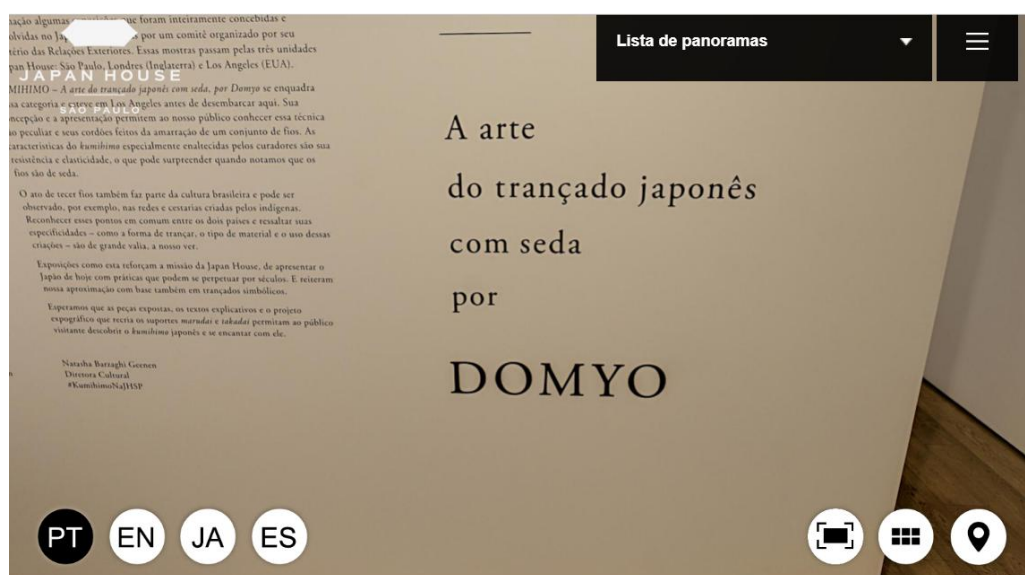 nação algumas que foram inteiramente concebidas e
olvidas no por um comitê organizado por seu
tério das Relações Exteriores. Essas mostras passam pelas três unidades
pan House: São Paulo, Londres (Inglaterra) e Los Angeles (EUA).
MIHIMO – A arte do trançado japonês com seda, por Domyo se enquadra
sa categoria e esteve em Los Angeles antes de desembarcar aqui. Sua
ncepção e a apresentação permitem ao nosso público conhecer essa técnica
ão peculiar e seus cordões feitos da amarração de um conjunto de fios. As
características do kumihimo especialmente enaltecidas pelos curadores são sua
resistência e elasticidade, o que pode surpreender quando notamos que os
fios são de seda.
O ato de tecer fios também faz parte da cultura brasileira e pode ser
observado, por exemplo, nas redes e cestarias criadas pelos indígenas.
Reconhecer esses pontos em comum entre os dois países e ressaltar suas
especificidades – como a forma de trançar, o tipo de material e o uso dessas
criações – são de grande valia, a nosso ver.
Exposições como esta reforçam a missão da Japan House, de apresentar o
Japão de hoje com práticas que podem se perpetuar por séculos. E reiteram
nossa aproximação com base também em trançados simbólicos.
Esperamos que as peças expostas, os textos explicativos e o projeto
expográfico que recria os suportes marudai e takadai permitam ao público
visitante descobrir o kumihimo japonês e se encantar com ele.
Natasha Barzaghi Geenen
Diretora Cultural
#KumihimoNaJHSP
JAPAN HOUSE
SÃO PAULO
Lista de panoramas
A arte
do trançado japonês
com seda
por
DOMYO
PT EN JA ES